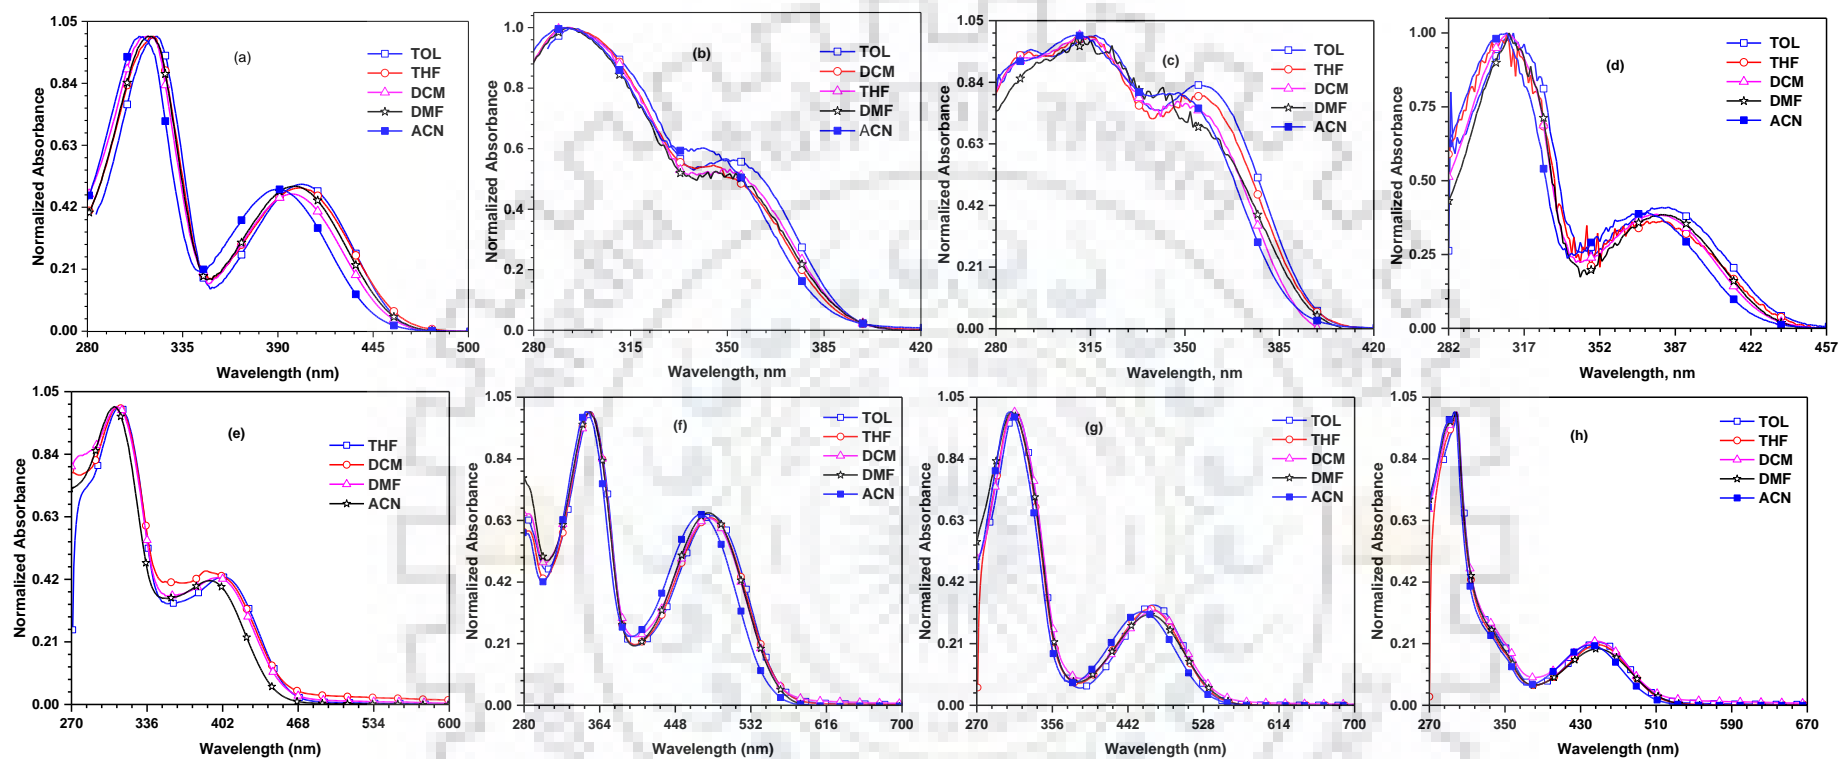 (a)
TOL
THF
DCM
DMF
ACN
1.05
0.84
0.63
0.42
0.21
0.00
280 335 390 445 500
Normalized Absorbance
Wavelength (nm)
(b)
TOL
DCM
THF
DMF
ACN
1.0
0.8
0.6
0.4
0.2
0.0
280 315 350 385 420
Normalized Absorbance
Wavelength, nm
(c)
TOL
THF
DCM
DMF
ACN
1.05
0.84
0.63
0.42
0.21
0.00
280 315 350 385 420
Normalized Absorbance
Wavelength, nm
(d)
TOL
THF
DCM
DMF
ACN
1.00
0.75
0.50
0.25
0.00
282 317 352 387 422 457
Normalized Absorbance
Wavelength, nm
(e)
THF
DCM
DMF
ACN
1.05
0.84
0.63
0.42
0.21
0.00
270 336 402 468 534 600
Normalized Absorbance
Wavelength (nm)
(f)
TOL
THF
DCM
DMF
ACN
1.05
0.84
0.63
0.42
0.21
0.00
280 364 448 532 616 700
Normalized Absorbance
Wavelength (nm)
(g)
TOL
THF
DCM
DMF
ACN
1.05
0.84
0.63
0.42
0.21
0.00
270 356 442 528 614 700
Normalized Absorbance
Wavelength (nm)
(h)
TOL
THF
DCM
DMF
ACN
1.05
0.84
0.63
0.42
0.21
0.00
270 350 430 510 590 670
Normalized Absorbance
Wavelength (nm)